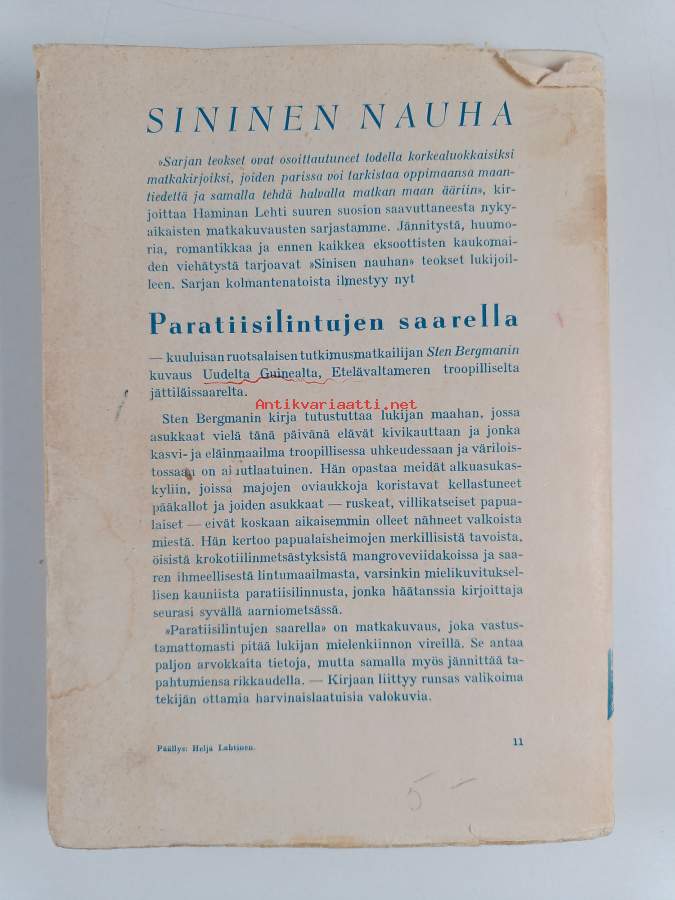 SININEN NAUHA
»Sarjan teokset ovat osoittautuneet todella korkealuokkaisiksi
matkakirjoiksi, joiden parissa voi tarkistaa oppimaansa maan-
tiedettä ja samalla tehdä halvalla matkan maan ääriin», kir-
joittaa Haminan Lehti suuren suosion saavuttaneesta nyky-
aikaisten matkakuvausten sarjastamme. Jännitystä, huumo-
ria, romantikkaa ja ennen kaikkea eksoottisten kaukomai-
den viehätystä tarjoavat »Sinisen nauhan» teokset lukijoil-
leen. Sarjan kolmantenatoista ilmestyy nyt
Paratiisilintujen saarella
— kuuluisan ruotsalaisen tutkimusmatkailijan Sten Bergmanin
kuvaus Uudelta Guinealta, Etelävaltameren troopilliselta
jättiläissaarelta.
Antikvariaatti.net
Sten Bergmanin kirja tutustuttaa lukijan maahan, jossa
asukkaat vielä tänä päivänä elävät kivikauttaan ja jonka
kasvi- ja eläinmaailma troopillisessa uhkeudessaan ja värilois-
tossaan on ainutlaatuinen. Hän opastaa meidät alkuasukas-
kyliin, joissa majojen oviaukkoja koristavat kellastuneet
pääkallot ja joiden asukkaat — ruskeat, villikatseiset papua-
laiset — eivät koskaan aikaisemmin olleet nähneet valkoista
miestä. Hän kertoo papualaisheimojen merkillisistä tavoista,
öisistä krokotiilinmetsästyksistä mangroveviidakoissa ja saa-
ren ihmeellisestä lintumaailmasta, varsinkin mielikuvituksel-
lisen kauniista paratiisilinnusta, jonka häätanssia kirjoittaja
seurasi syvällä aarniometsässä.
»Paratiisilintujen saarella» on matkakuvaus, joka vastus-
tamattomasti pitää lukijan mielenkiinnon vireillä. Se antaa
paljon arvokkaita tietoja, mutta samalla myös jännittää ta-
pahtumiensa rikkaudella. — Kirjaan liittyy runsas valikoima
tekijän ottamia harvinaislaatuisia valokuvia.
Päällys: Heljä Lahtinen.
11
5 –